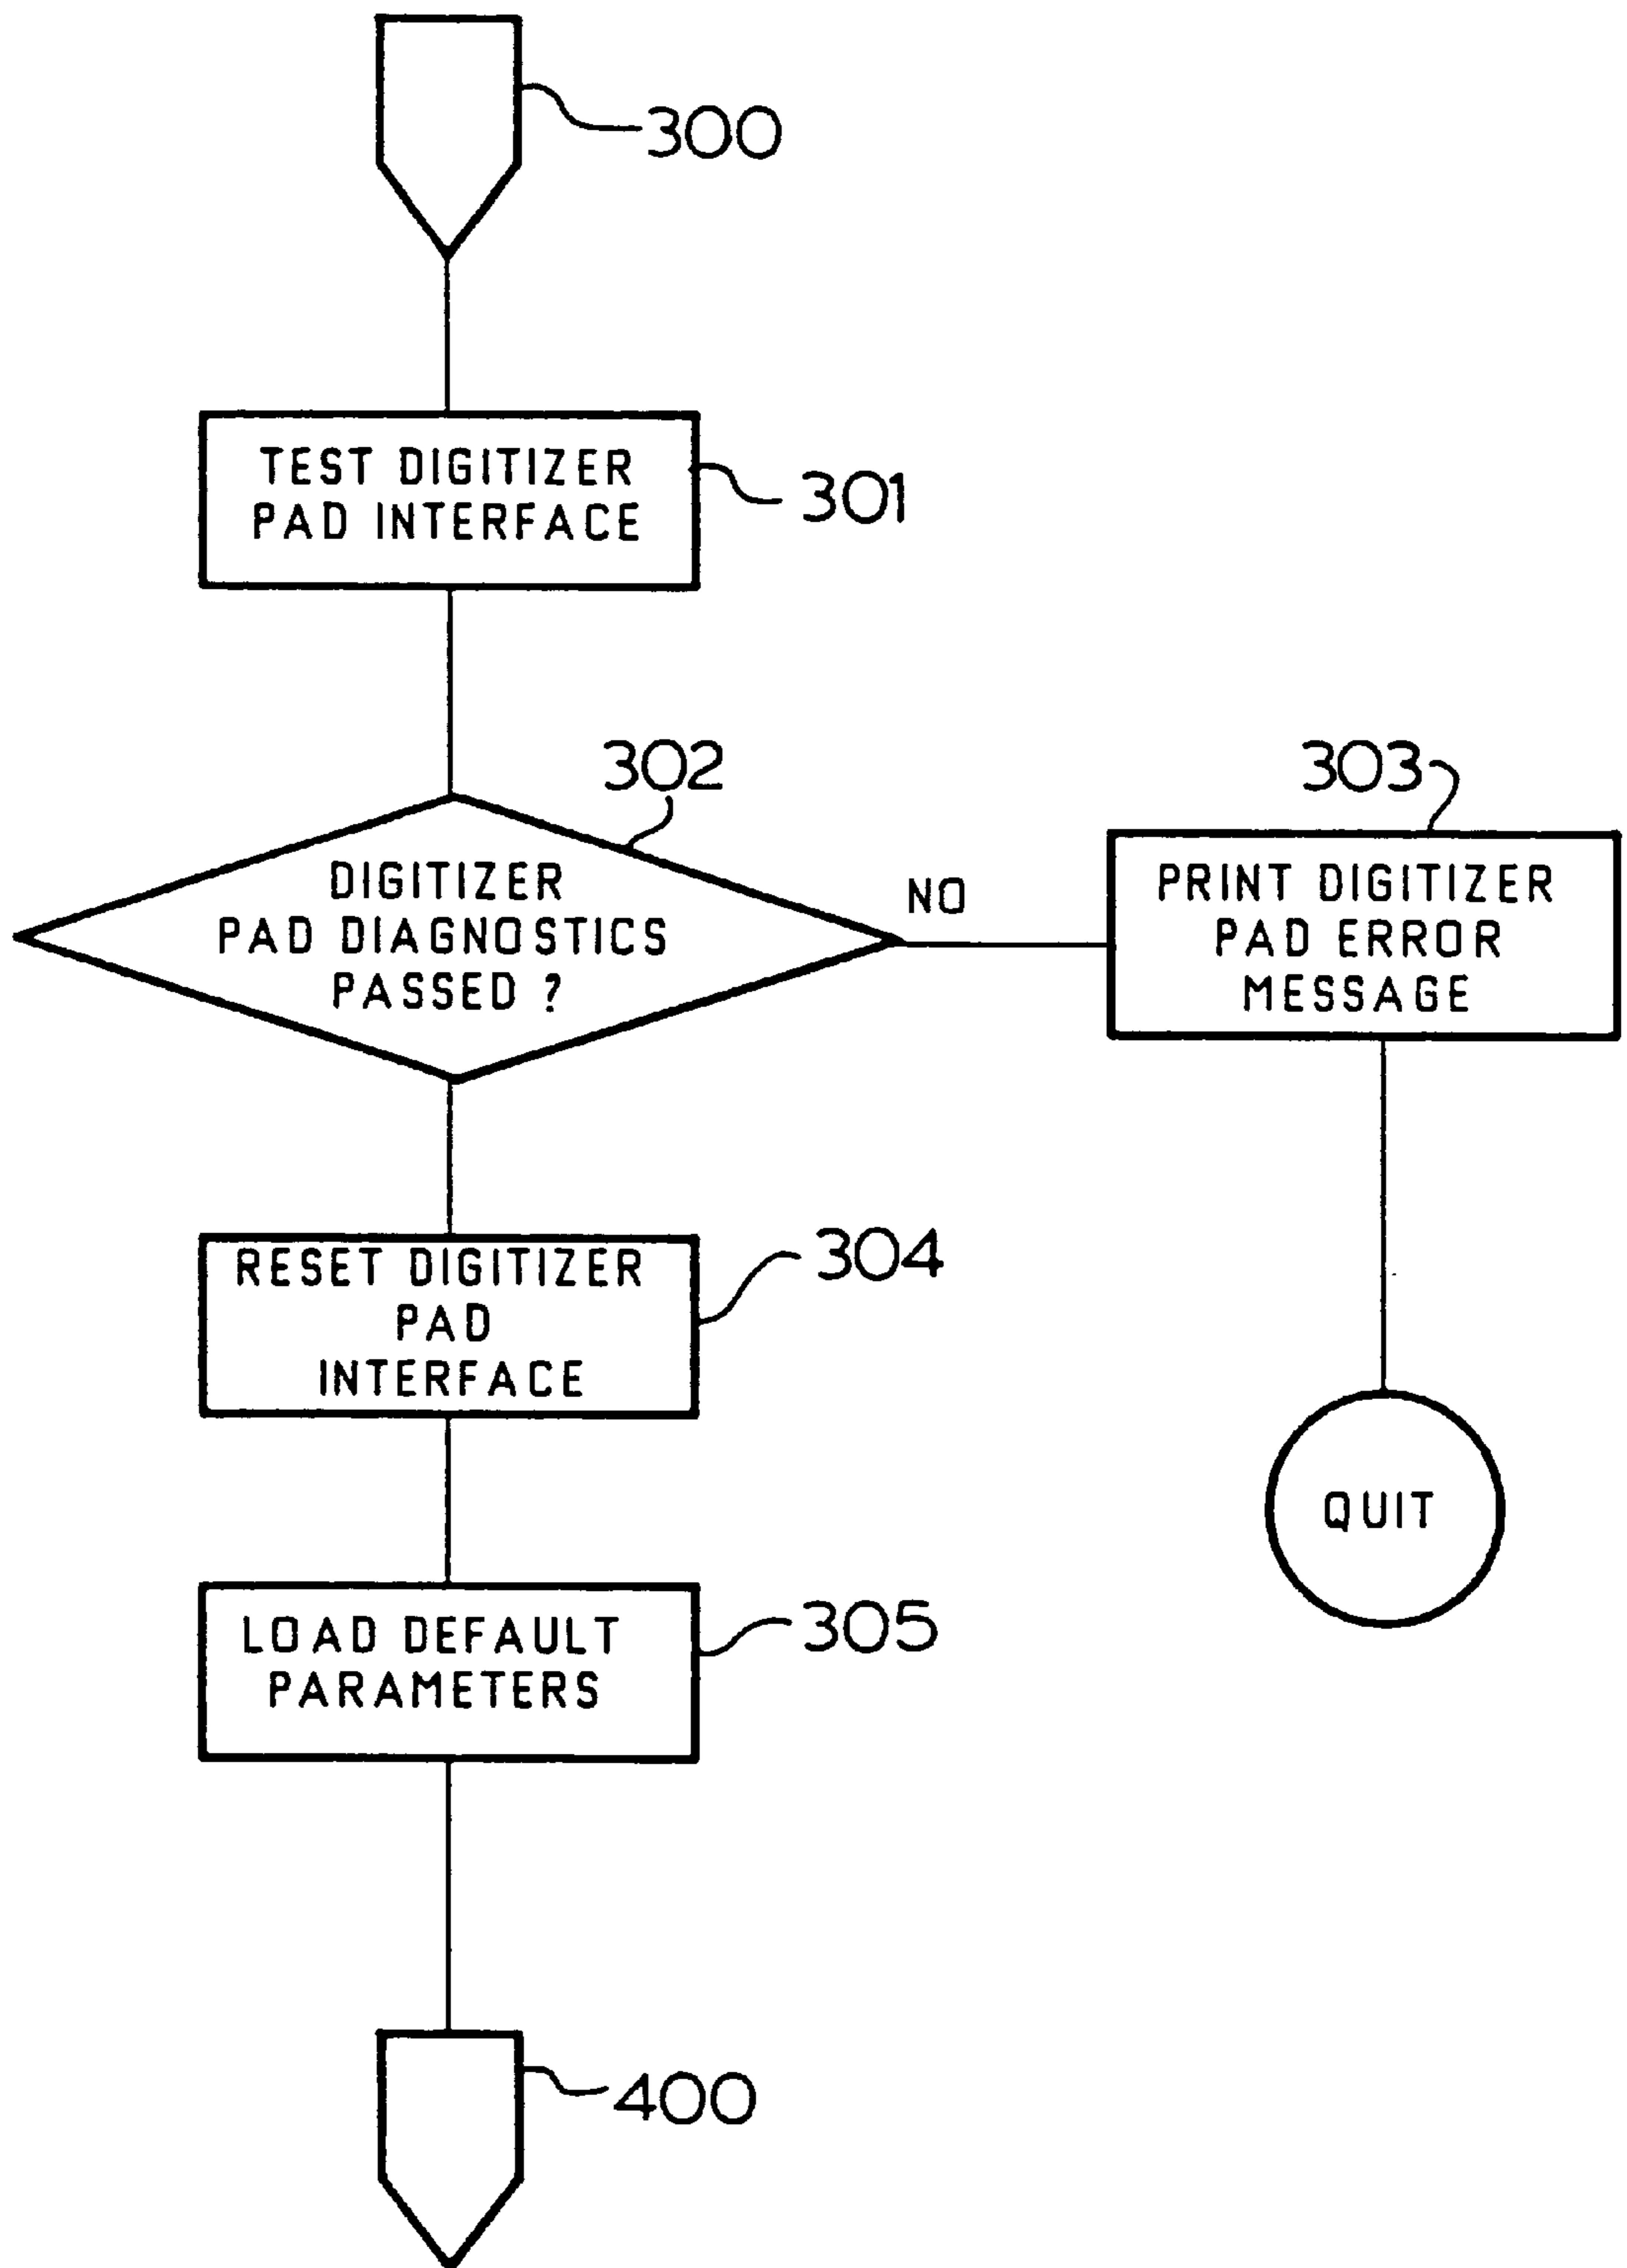 300
TEST DIGITIZER
PAD INTERFACE
301
302
DIGITIZER
PAD DIAGNOSTICS
PASSED ?
NO
303
PRINT DIGITIZER
PAD ERROR
MESSAGE
RESET DIGITIZER
PAD
INTERFACE
304
QUIT
LOAD DEFAULT
PARAMETERS
305
400